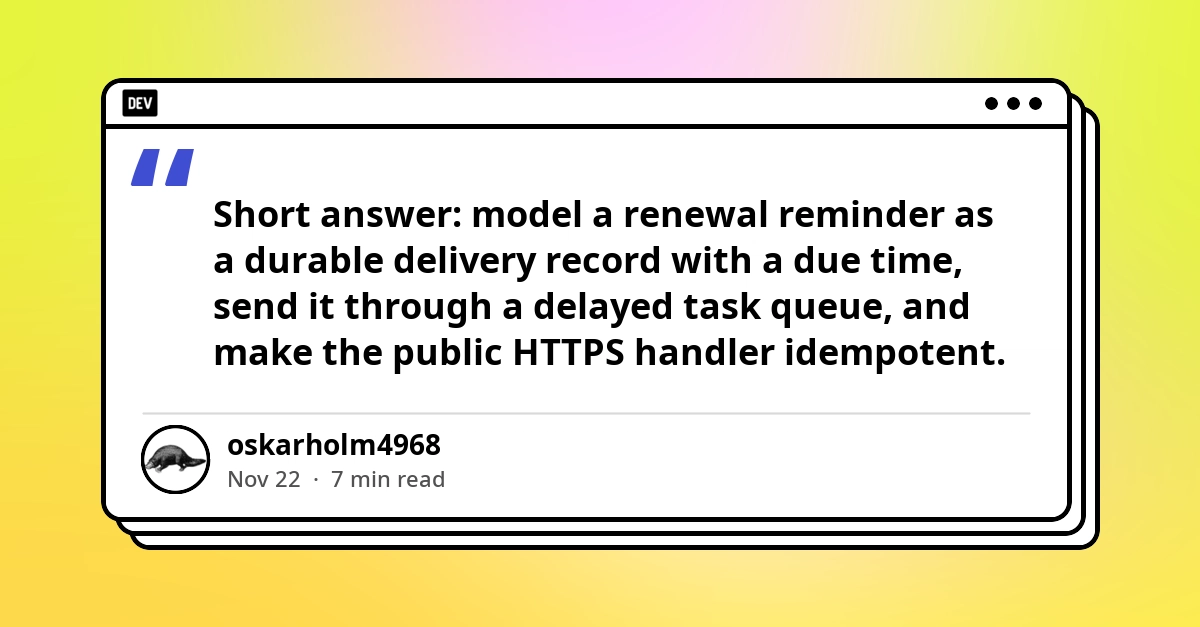 DEV
“
Short answer: model a renewal reminder as
a durable delivery record with a due time,
send it through a delayed task queue, and
make the public HTTPS handler idempotent.
oskarholm4968
Nov 22 · 7 min read